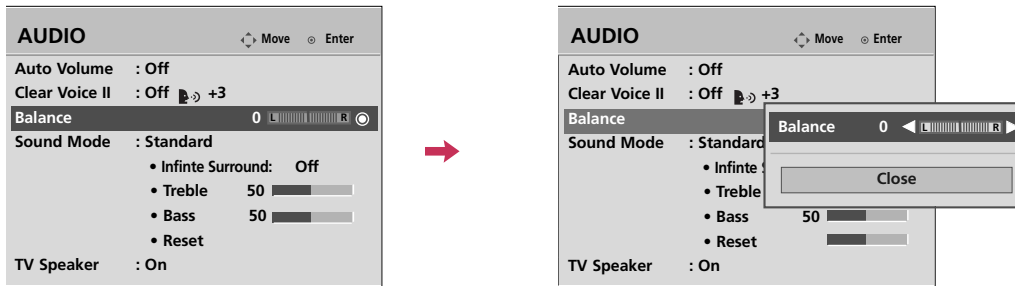 AUDIO Move Enter
Auto Volume : Off
Clear Voice II : Off +3
Balance 0 L R
Sound Mode : Standard
• Infinte Surround: Off
• Treble 50
• Bass 50
• Reset
TV Speaker : On
AUDIO Move Enter
Auto Volume : Off
Clear Voice II : Off +3
Balance
Sound Mode : Standard
• Infinte
• Treble
• Bass 50
• Reset
TV Speaker : On
Balance 0 L R
Close